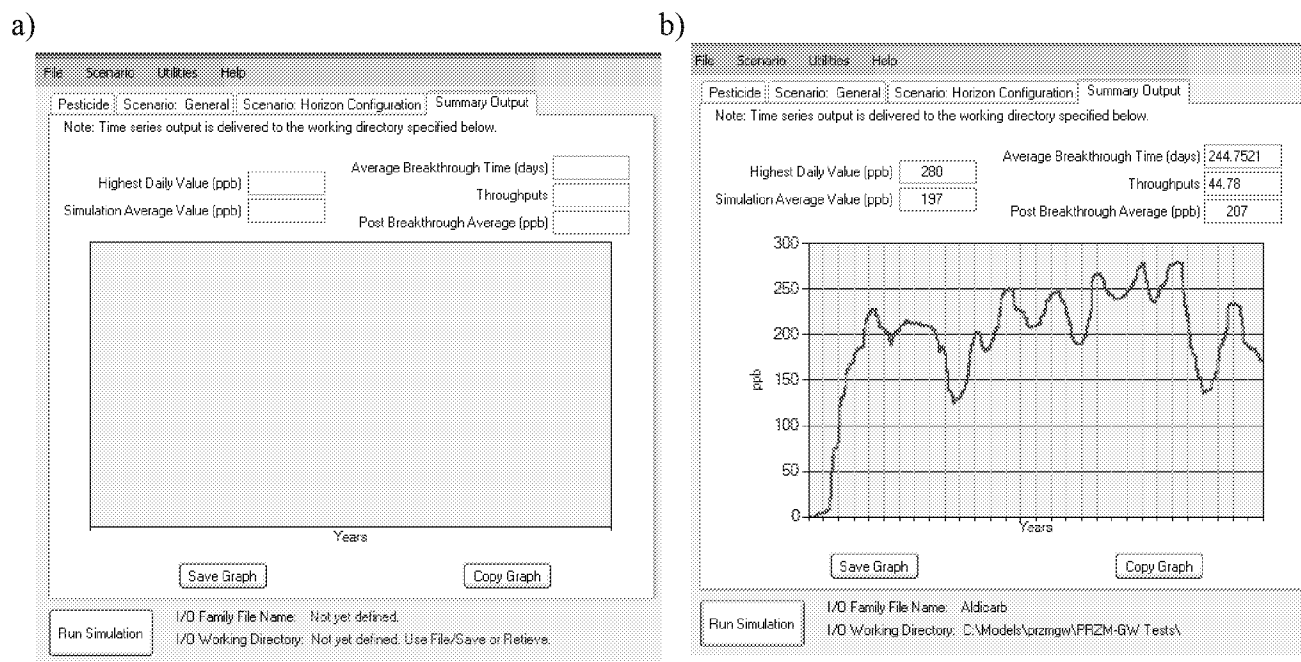 a)
File Scenario Utilities Help
Pesticide Scenario: General Scenario: Horizon Configuration Summary Output
Note: Time series output is delivered to the working directory specified below.
Highest Daily Value (ppb)
Simulation Average Value (ppb)
Average Breakthrough Time (days)
Throughputs
Post Breakthrough Average (ppb)
Years
Save Graph Copy Graph
Run Simulation
I/O Family File Name: Not yet defined.
I/O Working Directory: Not yet defined. Use File/Save or Retieve.
b)
File Scenario Utilities Help
Pesticide Scenario: General Scenario: Horizon Configuration Summary Output
Note: Time series output is delivered to the working directory specified below.
Highest Daily Value (ppb) 280
Simulation Average Value (ppb) 197
Average Breakthrough Time (days) 244.7521
Throughputs 44.78
Post Breakthrough Average (ppb) 207
300
250
200
150
100
50
0
ppb
Years
Save Graph Copy Graph
Run Simulation
I/O Family File Name: Aldicarb
I/O Working Directory: C:\Models\przmgw\PRZM-GW Tests\